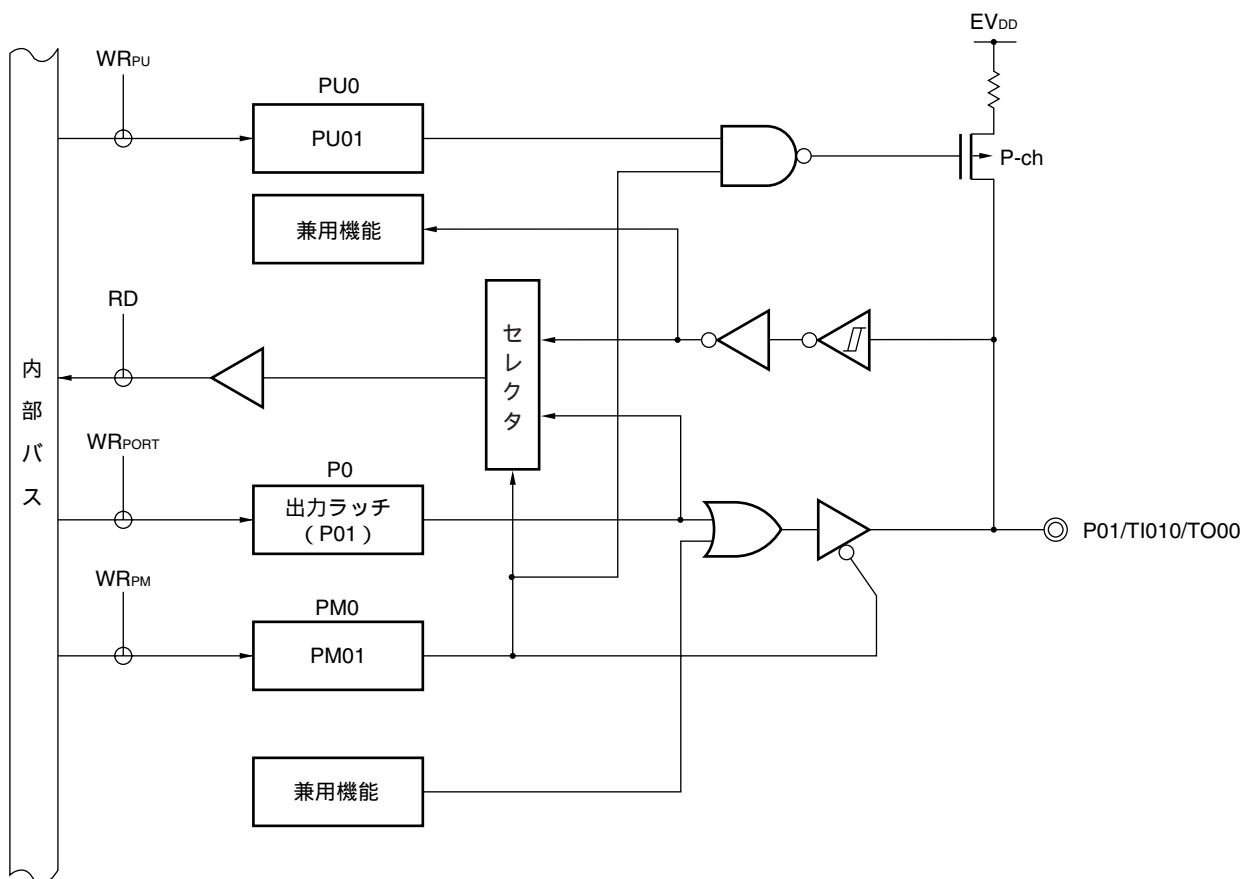 EVDD
WRPU
PU0
PU01
P-ch
兼用機能
RD
セレクタ
内部バス
WRPORT
P0
出力ラッチ
（P01）
P01/TI010/TO00
WRPM
PM0
PM01
兼用機能